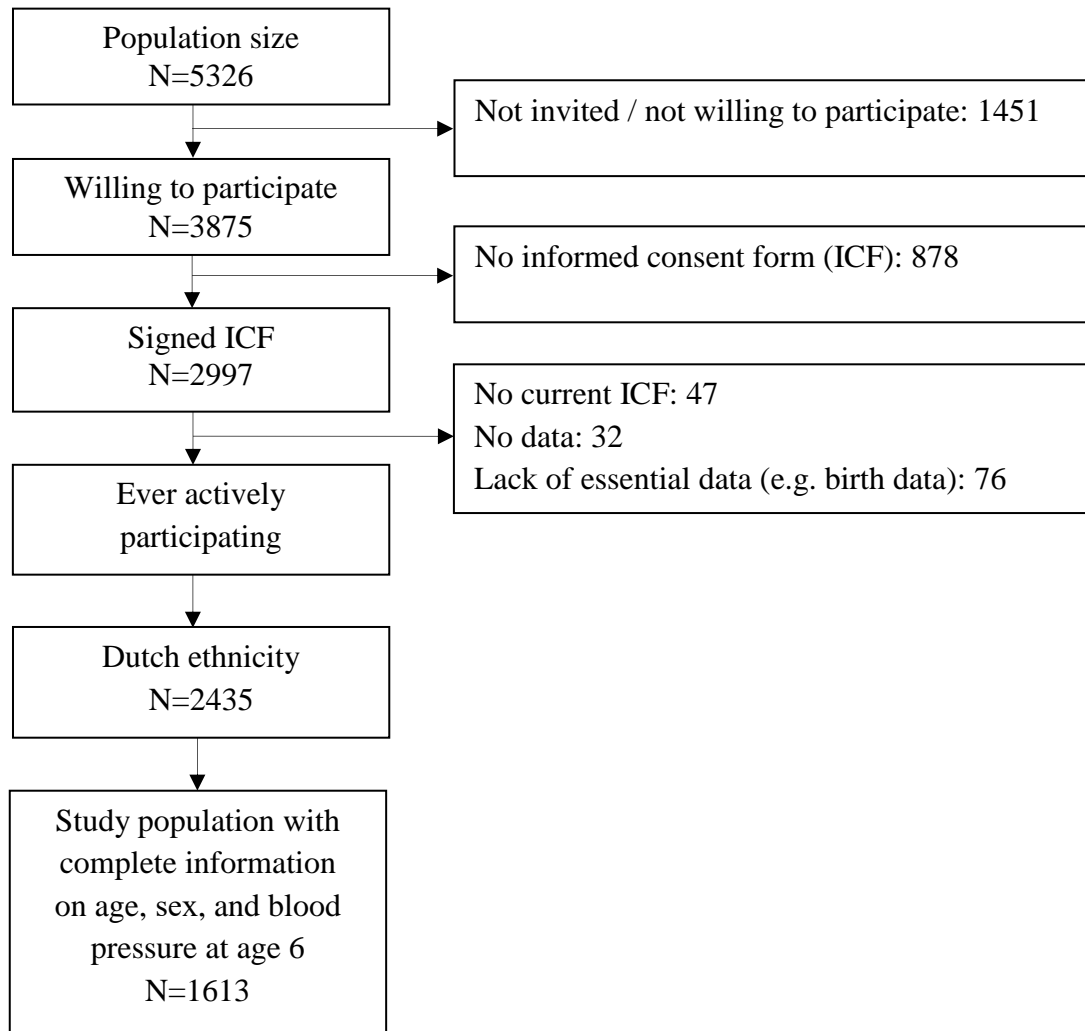 Population size
N=5326
Not invited / not willing to participate: 1451
Willing to participate
N=3875
No informed consent form (ICF): 878
Signed ICF
N=2997
No current ICF: 47
No data: 32
Lack of essential data (e.g. birth data): 76
Ever actively
participating
Dutch ethnicity
N=2435
Study population with
complete information
on age, sex, and blood
pressure at age 6
N=1613